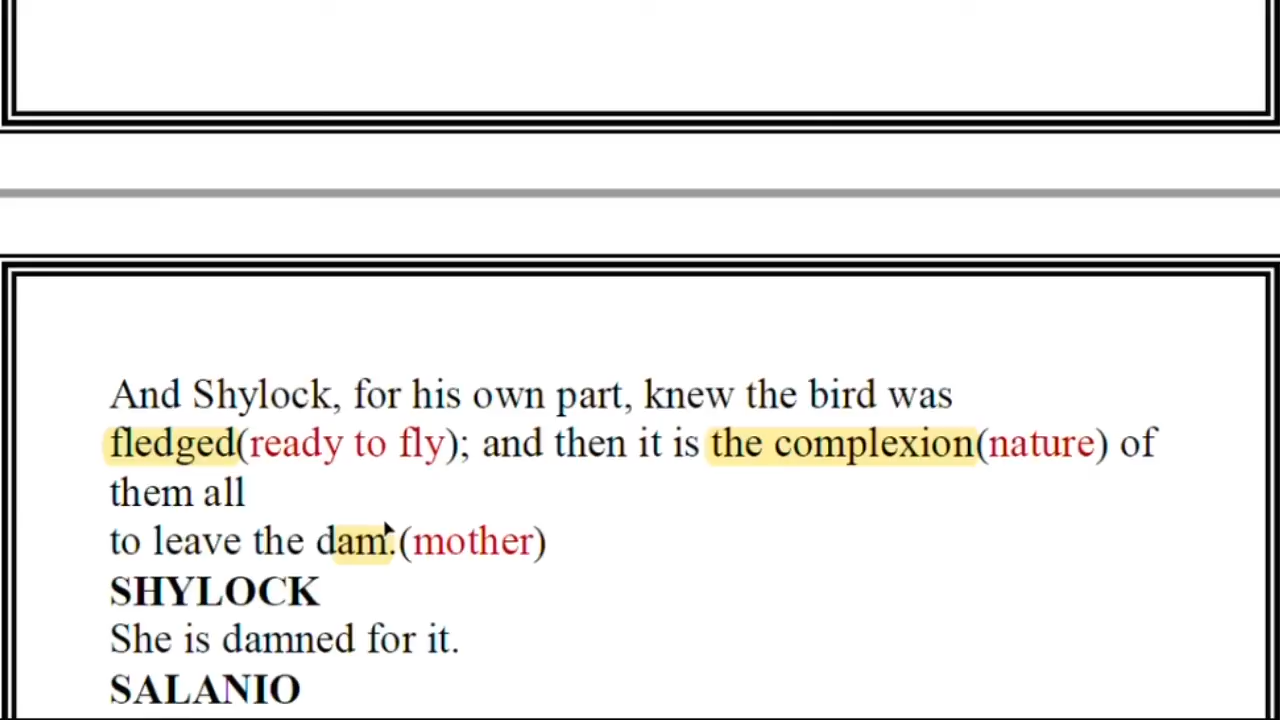 And Shylock, for his own part, knew the bird was
fledged(ready to fly); and then it is the complexion(nature) of
them all
to leave the dam.(mother)
SHYLOCK
She is damned for it.
SALANIO